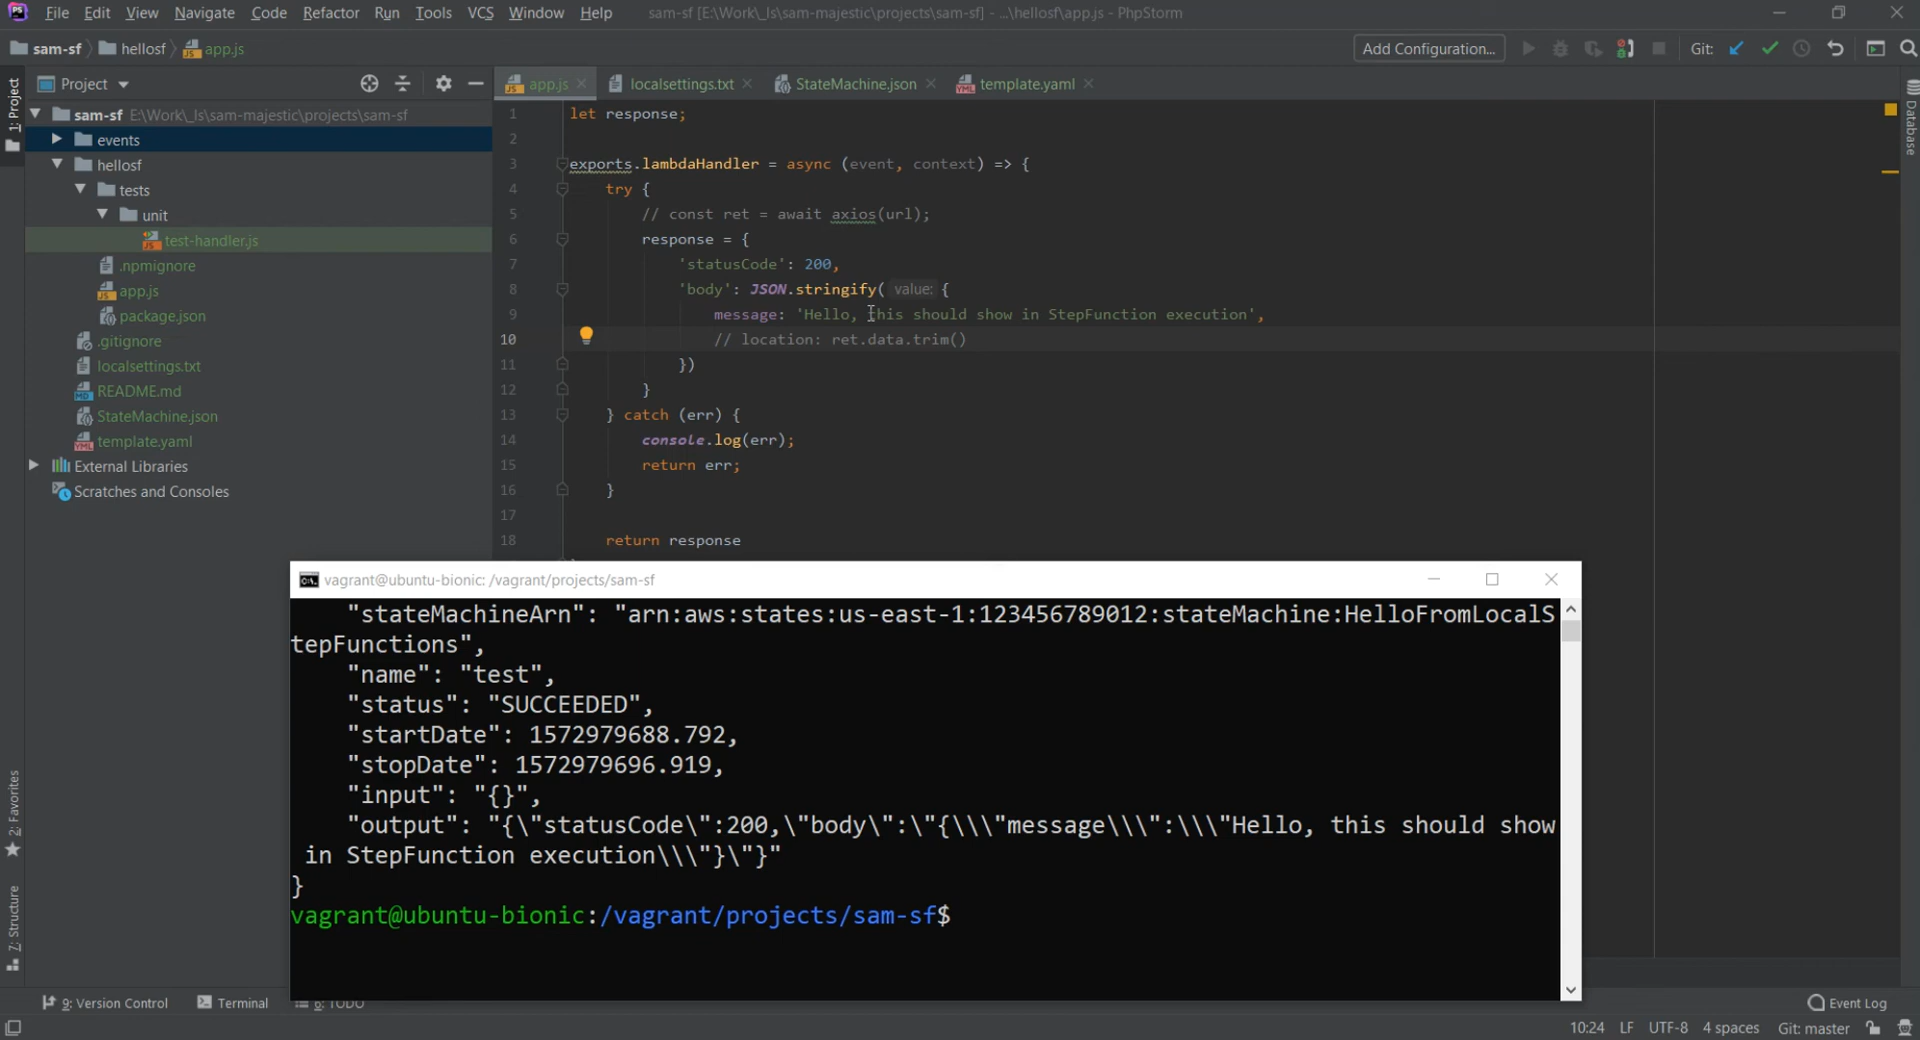 PS File Edit View Navigate Code Refactor Run Tools VCS Window Help sam-sf [E:\Work\_ls\sam-majestic\projects\sam-sf] - ...\hellosf\app.js - PhpStorm
sam-sf hellosf app.js Add Configuration... Git:
Project app.js localsettings.txt StateMachine.json template.yaml
1: Project
Database
sam-sf E:\Work\_ls\sam-majestic\projects\sam-sf
events
hellosf
tests
unit
test-handler.js
.npmignore
app.js
package.json
.gitignore
localsettings.txt
README.md
StateMachine.json
template.yaml
External Libraries
Scratches and Consoles
1 let response;
2
3 exports.lambdaHandler = async (event, context) => {
4 try {
5 // const ret = await axios(url);
6 response = {
7 'statusCode': 200,
8 'body': JSON.stringify( value: {
9 message: 'Hello, this should show in StepFunction execution',
10 // location: ret.data.trim()
11 })
12 }
13 } catch (err) {
14 console.log(err);
15 return err;
16 }
17
18 return response
vagrant@ubuntu-bionic: /vagrant/projects/sam-sf
"stateMachineArn": "arn:aws:states:us-east-1:123456789012:stateMachine:HelloFromLocalS
tepFunctions",
"name": "test",
"status": "SUCCEEDED",
"startDate": 1572979688.792,
"stopDate": 1572979696.919,
"input": "{}",
"output": "{\"statusCode\":200,\"body\":\"{\\\"message\\\":\\\"Hello, this should show
in StepFunction execution\\\"}\"}"
}
vagrant@ubuntu-bionic:/vagrant/projects/sam-sf$
2: Favorites
7: Structure
9: Version Control Terminal 6: TODO Event Log
10:24 LF UTF-8 4 spaces Git: master